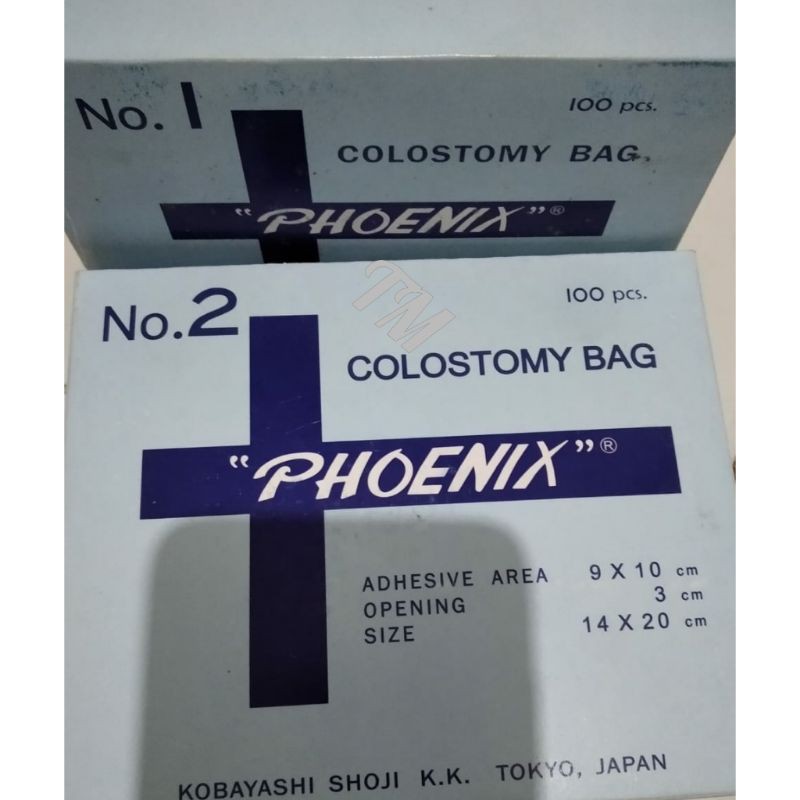 No. 1
100 pcs.
COLOSTOMY BAG
"PHOENIX"®
TM
No.2
100 pcs.
COLOSTOMY BAG
"PHOENIX"®
ADHESIVE AREA 9 X 10 cm
OPENING 3 cm
SIZE 14 X 20 cm
KOBAYASHI SHOJI K.K. TOKYO, JAPAN